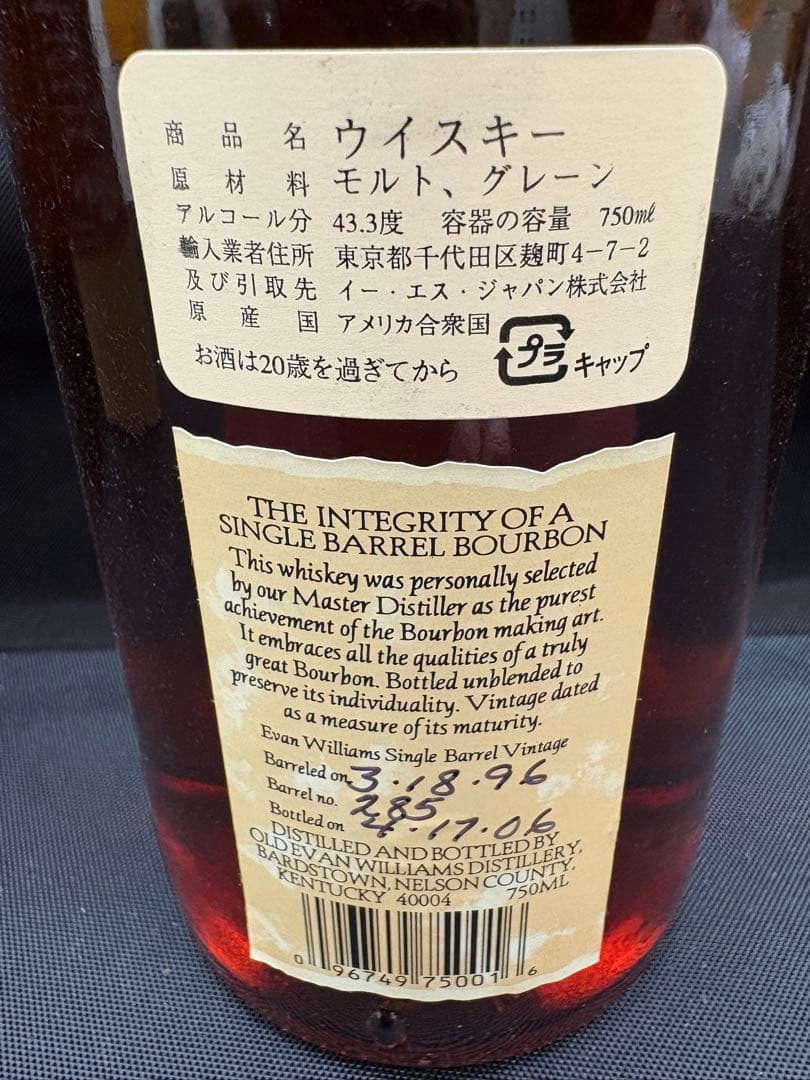 商品名 ウイスキー
原材料 モルト、グレーン
アルコール分 43.3度 容器の容量 750mℓ
輸入業者住所 東京都千代田区麹町4-7-2
及び引取先 イー・エス・ジャパン株式会社
原産国 アメリカ合衆国
お酒は20歳を過ぎてから プラ キャップ
THE INTEGRITY OF A
SINGLE BARREL BOURBON
This whiskey was personally selected
by our Master Distiller as the purest
achievement of the Bourbon making art.
It embraces all the qualities of a truly
great Bourbon. Bottled unblended to
preserve its individuality. Vintage dated
as a measure of its maturity.
Evan Williams Single Barrel Vintage
Barreled on 3.18.96
Barrel no. 285
Bottled on 4.17.06
DISTILLED AND BOTTLED BY
OLD EVAN WILLIAMS DISTILLERY,
BARDSTOWN, NELSON COUNTY,
KENTUCKY 40004 750ML
0 96749 75001 6